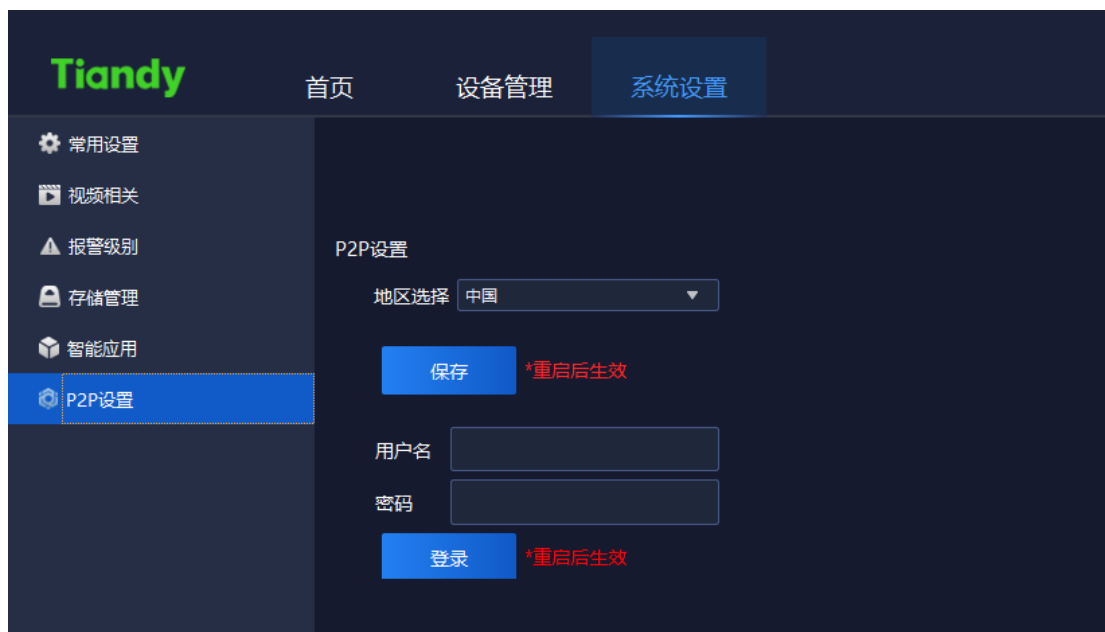 Tiandy
首页
设备管理
系统设置
常用设置
视频相关
报警级别
存储管理
智能应用
P2P设置
P2P设置
地区选择 中国
保存 *重启后生效
用户名
密码
登录 *重启后生效